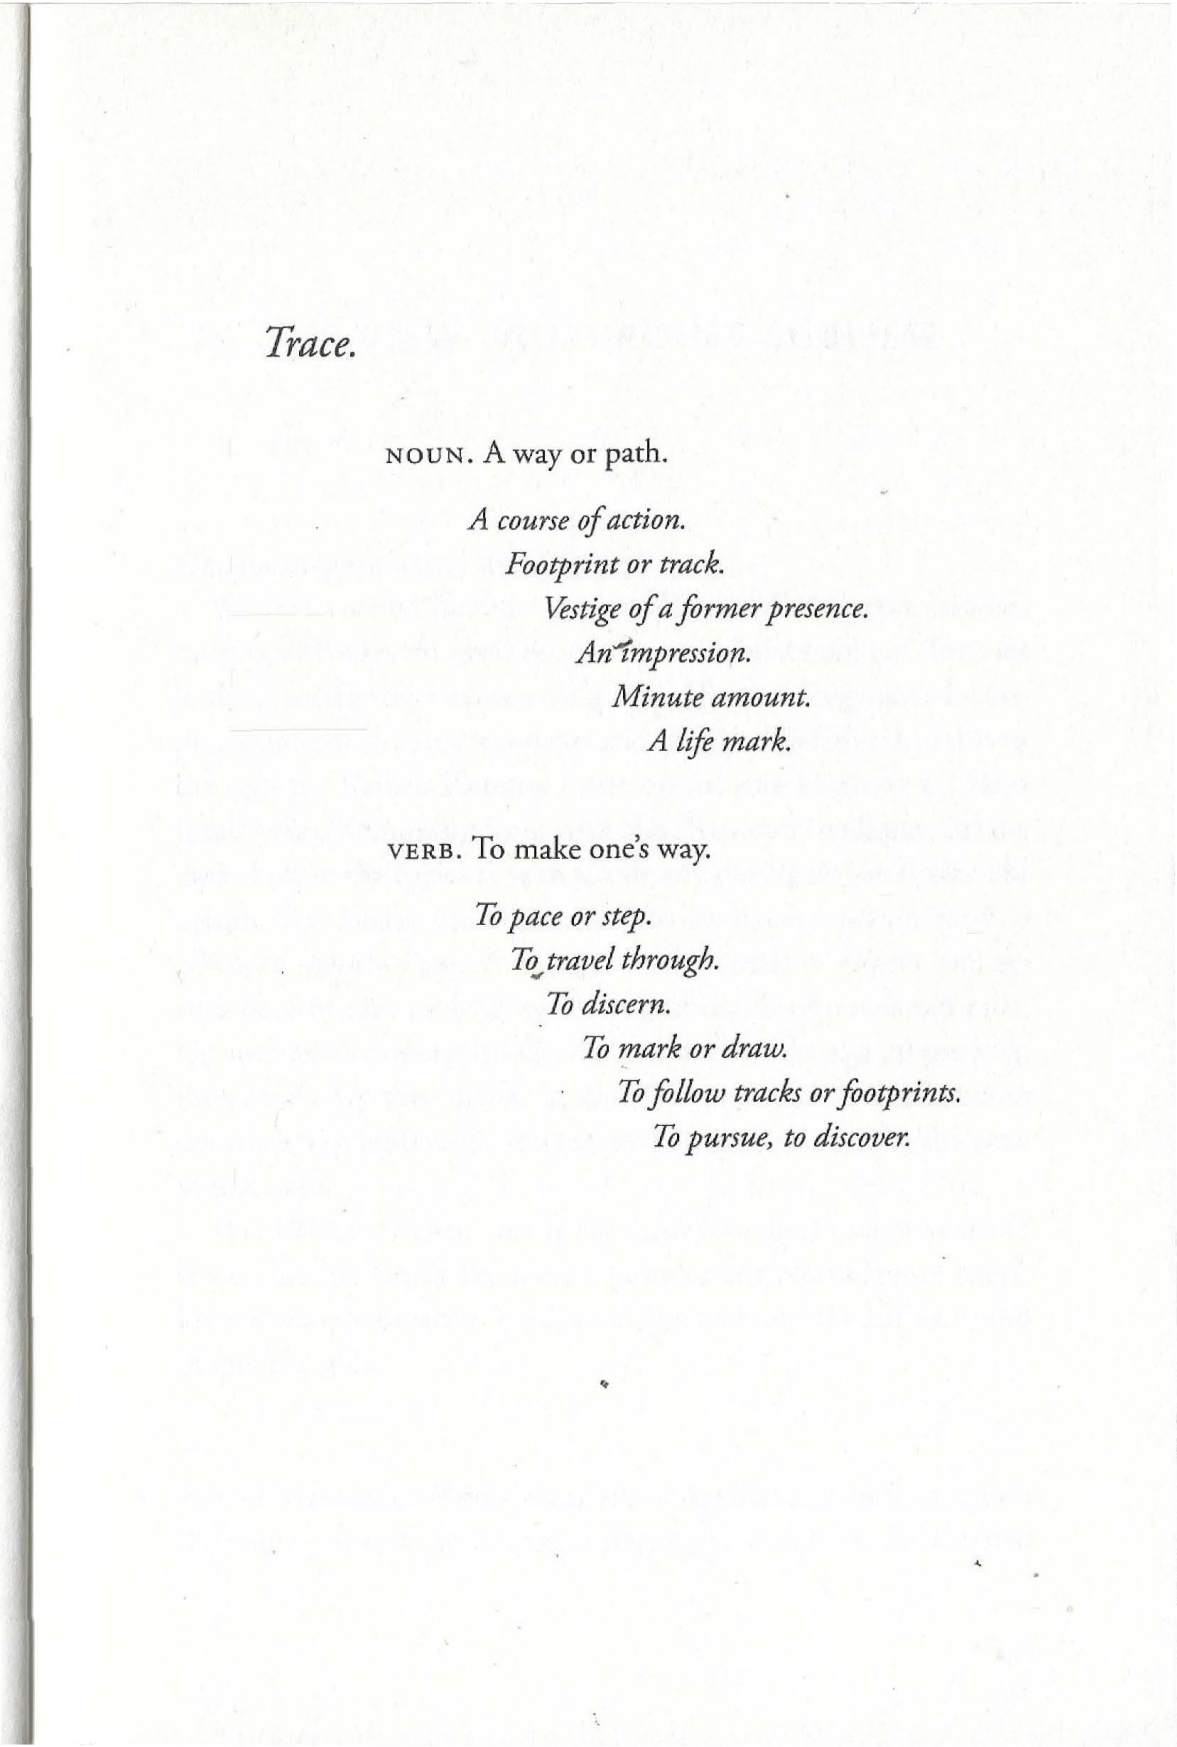 Trace.
NOUN. A way or path.
A course of action.
Footprint or track.
Vestige of a former presence.
An impression.
Minute amount.
A life mark.
VERB. To make one's way.
To pace or step.
To travel through.
To discern.
To mark or draw.
To follow tracks or footprints.
To pursue, to discover.